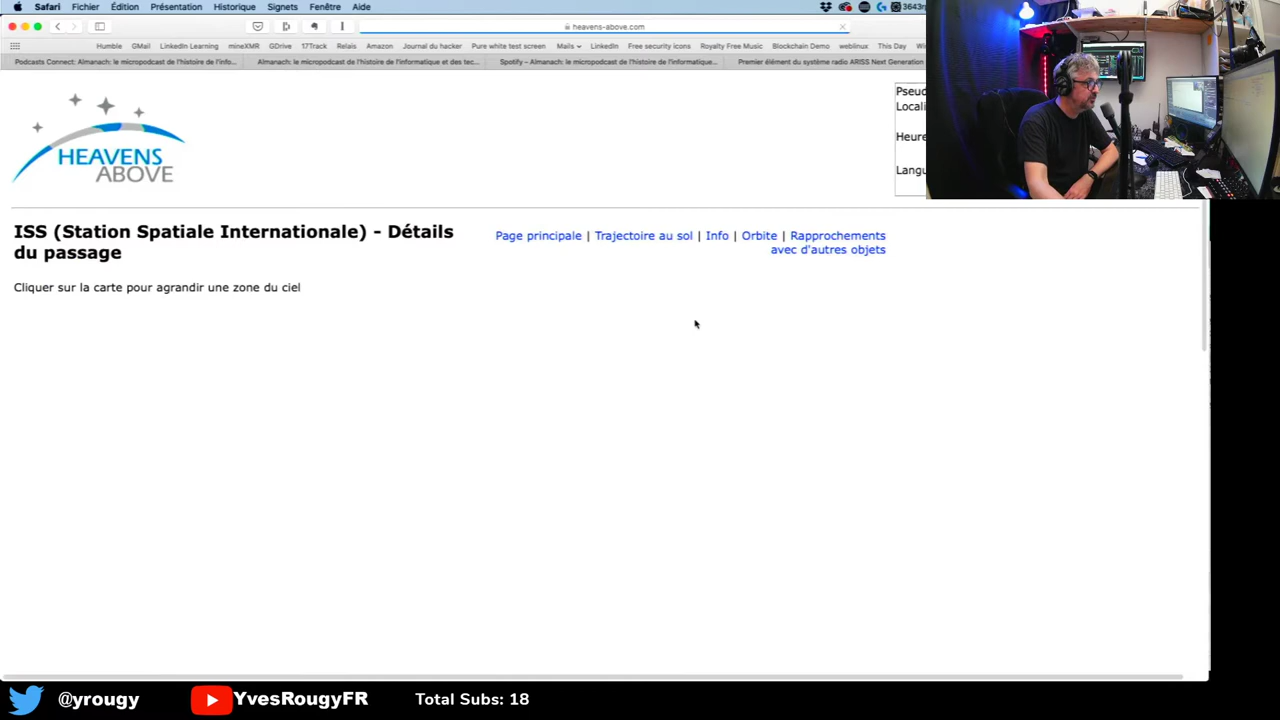 Safari Fichier Édition Présentation Historique Signets Fenêtre Aide
heavens-above.com
Humble GMail LinkedIn Learning mineXMR GDrive 17Track Relais Amazon Journal du hacker Pure white test screen Mails LinkedIn Free security icons Royalty Free Music Blockchain Demo weblinux This Day
Podcasts Connect: Almanach: le micropodcast de l'histoire de l'info... Almanach: le micropodcast de l'histoire de l'informatique et des tec... Spotify – Almanach: le micropodcast de l'histoire de l'informatique... Premier élément du système radio ARISS Next Generation
HEAVENS
ABOVE
Pseud
Locali
Heure
Langu
ISS (Station Spatiale Internationale) - Détails
du passage
Page principale | Trajectoire au sol | Info | Orbite | Rapprochements
avec d'autres objets
Cliquer sur la carte pour agrandir une zone du ciel
@yrougy YvesRougyFR Total Subs: 18